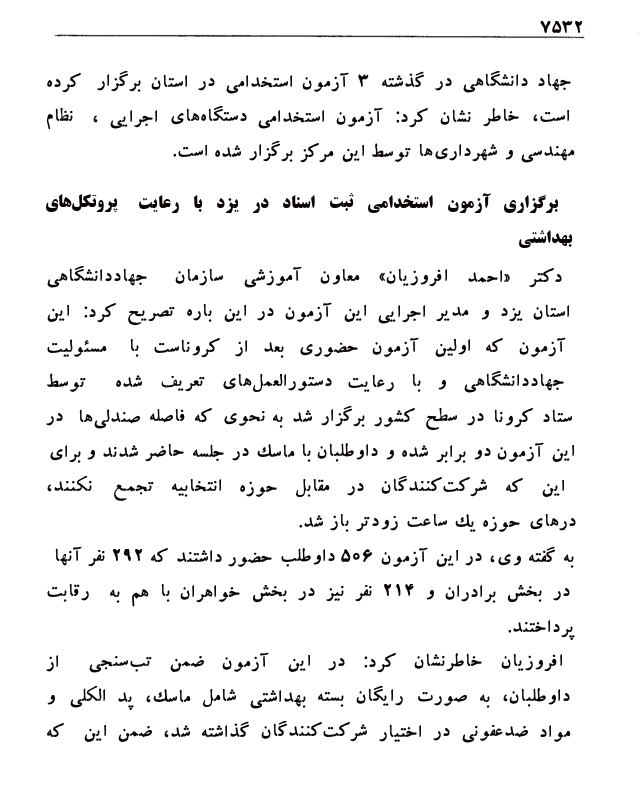 ۷۵۳۲
جهاد دانشگاهی در گذشته ۳ آزمون استخدامی در استان برگزار کرده
است، خاطر نشان کرد: آزمون استخدامی دستگاه‌های اجرایی ، نظام
مهندسی و شهرداری‌ها توسط این مرکز برگزار شده است.
برگزاری آزمون استخدامی ثبت اسناد در یزد با رعایت پروتکل‌های
بهداشتی
دکتر «احمد افروزیان» معاون آموزشی سازمان جهاددانشگاهی
استان یزد و مدیر اجرایی این آزمون در این باره تصریح کرد: این
آزمون که اولین آزمون حضوری بعد از کروناست با مسئولیت
جهاددانشگاهی و با رعایت دستورالعمل‌های تعریف شده توسط
ستاد کرونا در سطح کشور برگزار شد به نحوی که فاصله صندلی‌ها در
این آزمون دو برابر شده و داوطلبان با ماسك در جلسه حاضر شدند و برای
این که شرکت‌کنندگان در مقابل حوزه انتخابیه تجمع نکنند،
درهای حوزه یك ساعت زودتر باز شد.
به گفته وی، در این آزمون ۵۰۶ داوطلب حضور داشتند که ۲۹۲ نفر آنها
در بخش برادران و ۲۱۴ نفر نیز در بخش خواهران با هم به رقابت
پرداختند.
افروزیان خاطرنشان کرد: در این آزمون ضمن تب‌سنجی از
داوطلبان، به صورت رایگان بسته بهداشتی شامل ماسك، پد الکلی و
مواد ضدعفونی در اختیار شرکت‌کنندگان گذاشته شد، ضمن این که